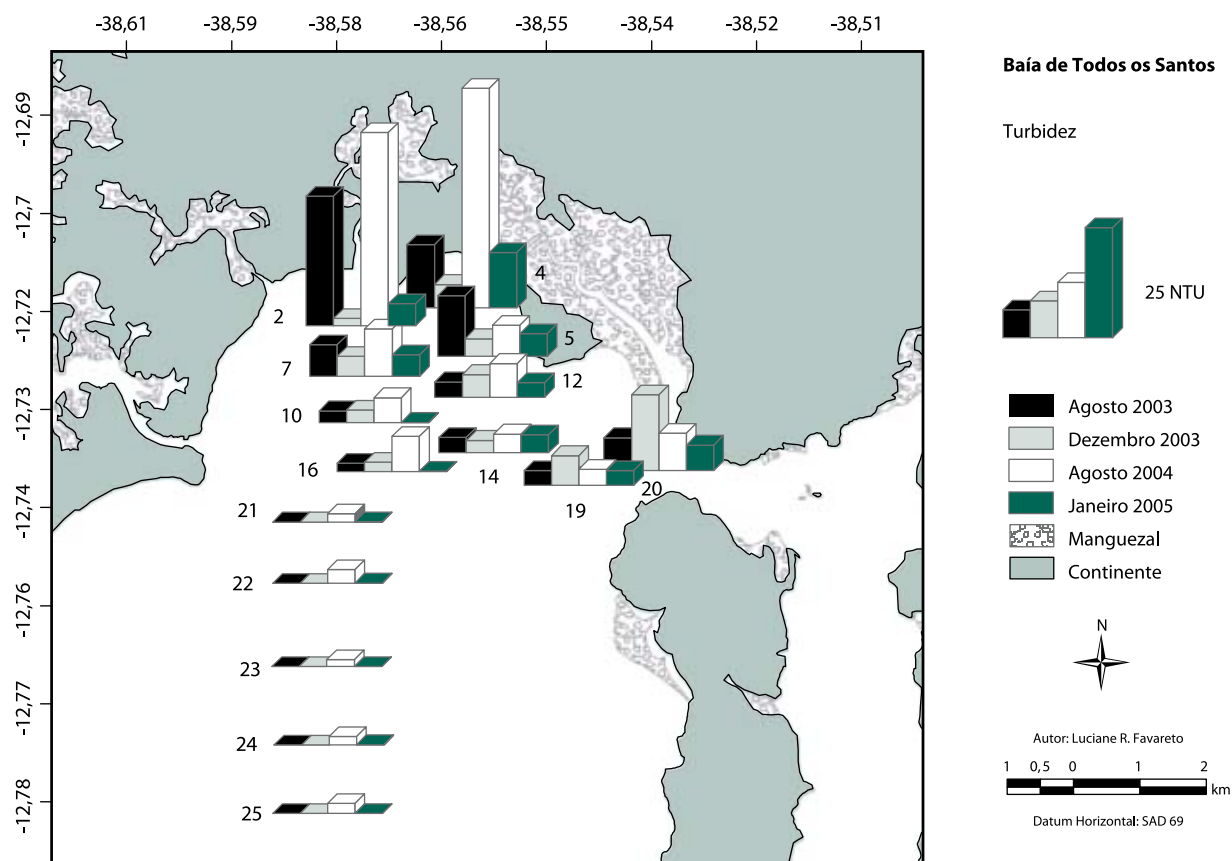 -38,61 -38,59 -38,58 -38,56 -38,55 -38,54 -38,52 -38,51
-12,69
-12,7
-12,72
-12,73
-12,74
-12,76
-12,77
-12,78
2
4
5
7
12
10
16
14
19
20
21
22
23
24
25
Baía de Todos os Santos
Turbidez
25 NTU
Agosto 2003
Dezembro 2003
Agosto 2004
Janeiro 2005
Manguezal
Continente
N
Autor: Luciane R. Favareto
1 0,5 0 1 2
km
Datum Horizontal: SAD 69